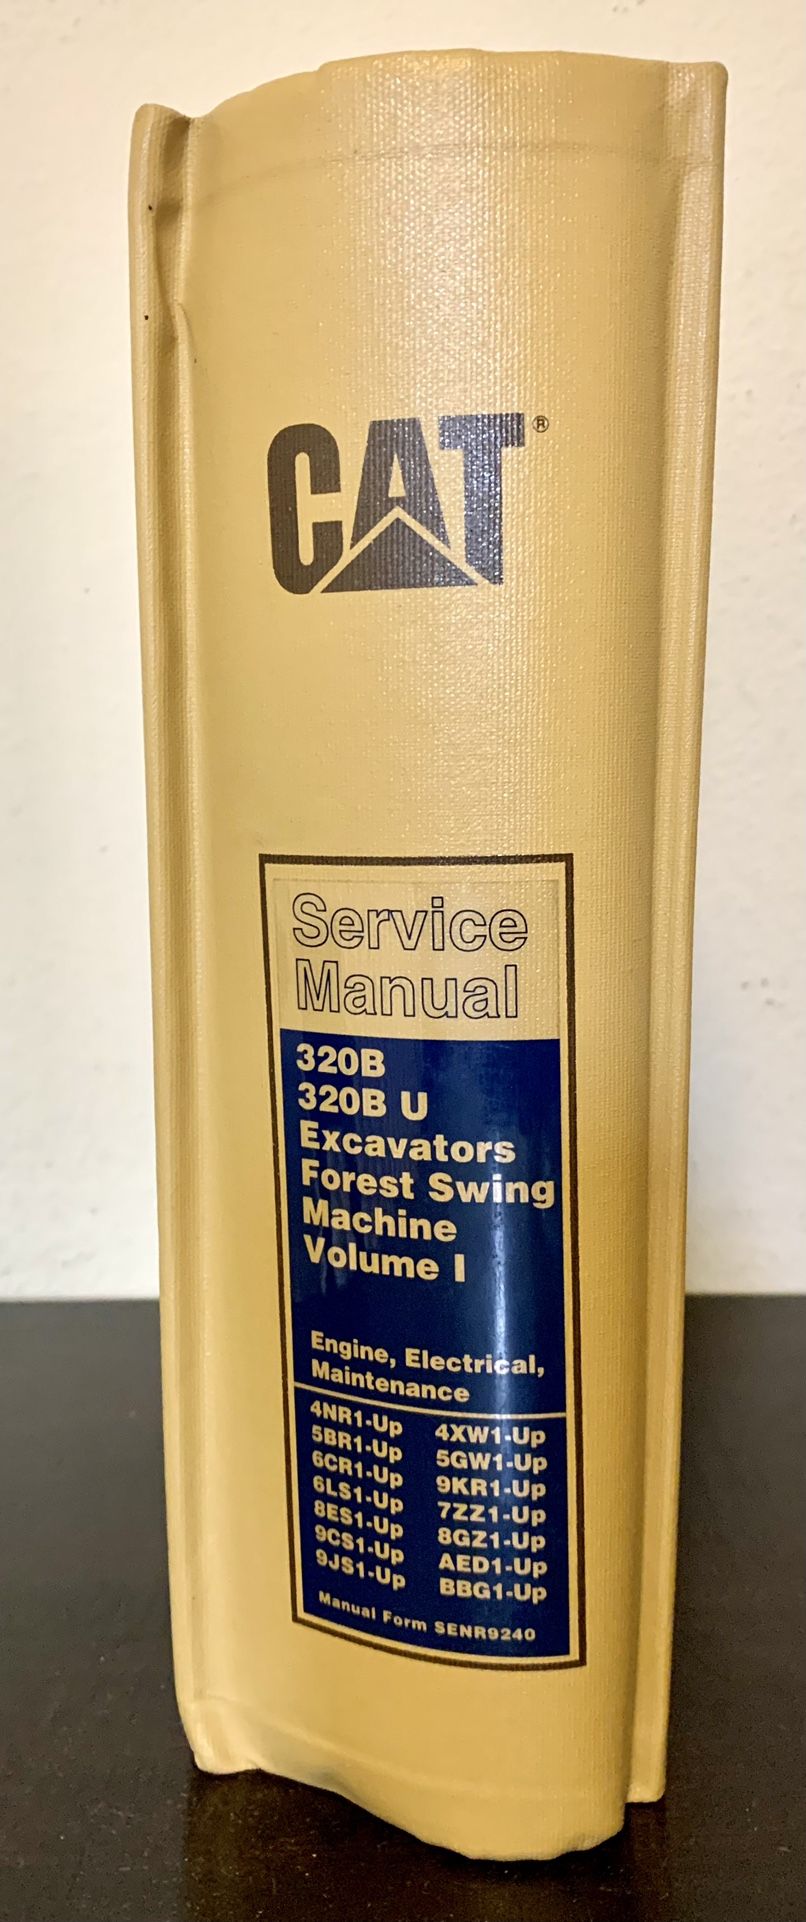 CAT®
Service
Manual
320B
320B U
Excavators
Forest Swing
Machine
Volume I
Engine, Electrical,
Maintenance
4NR1-Up 4XW1-Up
5BR1-Up 5GW1-Up
6CR1-Up 9KR1-Up
6LS1-Up 7ZZ1-Up
8ES1-Up 8GZ1-Up
9CS1-Up AED1-Up
9JS1-Up BBG1-Up
Manual Form SENR9240